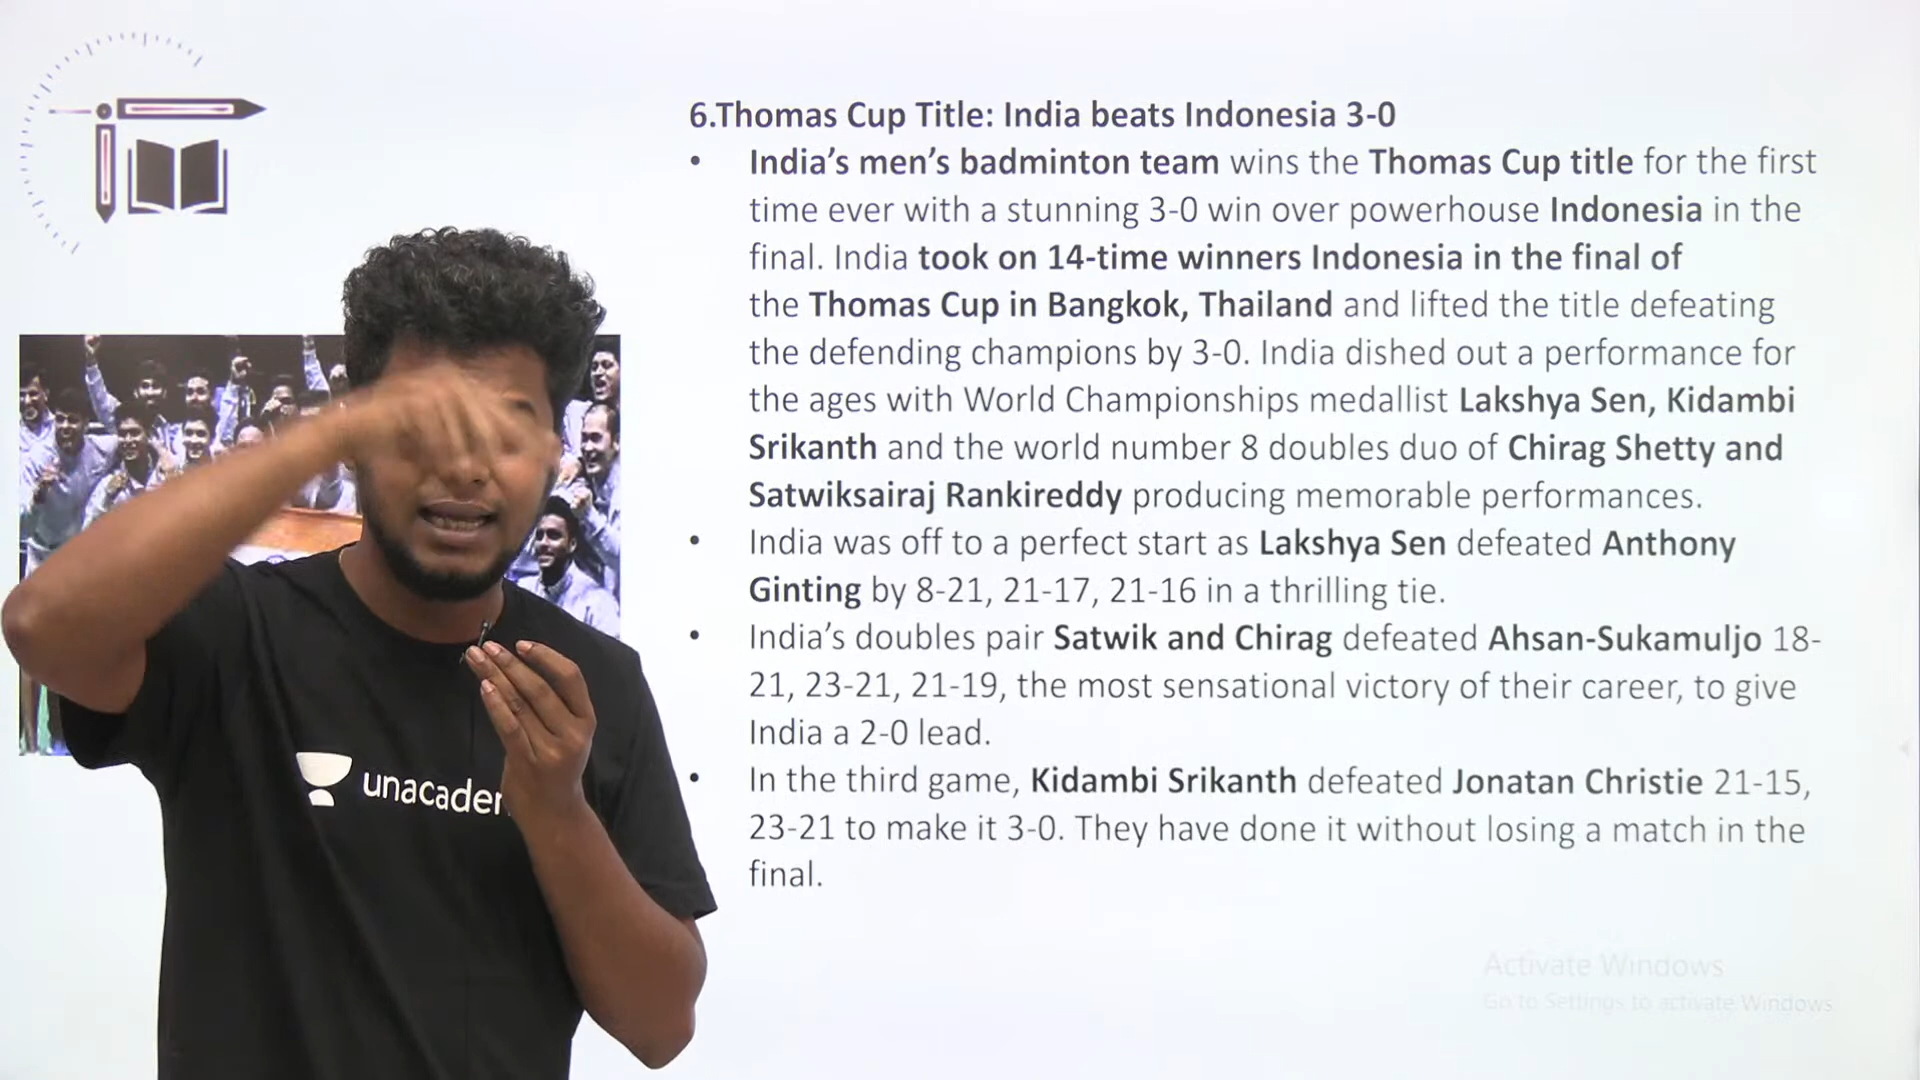 6.Thomas Cup Title: India beats Indonesia 3-0
• India’s men’s badminton team wins the Thomas Cup title for the first
time ever with a stunning 3-0 win over powerhouse Indonesia in the
final. India took on 14-time winners Indonesia in the final of
the Thomas Cup in Bangkok, Thailand and lifted the title defeating
the defending champions by 3-0. India dished out a performance for
the ages with World Championships medallist Lakshya Sen, Kidambi
Srikanth and the world number 8 doubles duo of Chirag Shetty and
Satwiksairaj Rankireddy producing memorable performances.
• India was off to a perfect start as Lakshya Sen defeated Anthony
Ginting by 8-21, 21-17, 21-16 in a thrilling tie.
• India’s doubles pair Satwik and Chirag defeated Ahsan-Sukamuljo 18-
21, 23-21, 21-19, the most sensational victory of their career, to give
India a 2-0 lead.
• In the third game, Kidambi Srikanth defeated Jonatan Christie 21-15,
23-21 to make it 3-0. They have done it without losing a match in the
final.
Activate Windows
Go to Settings to activate Windows